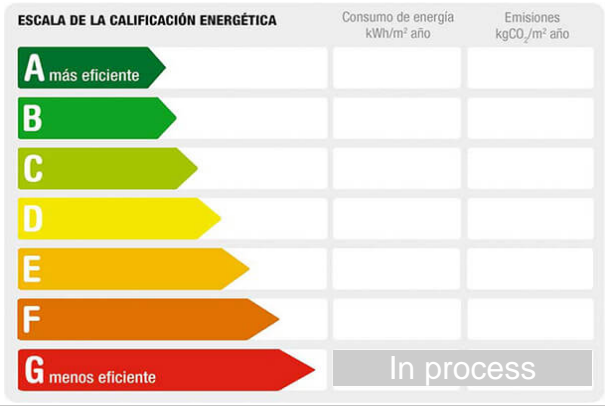 ESCALA DE LA CALIFICACIÓN ENERGÉTICA
Consumo de energía
kWh/m² año
Emisiones
kgCO₂/m² año
A más eficiente
B
C
D
E
F
G menos eficiente
In process